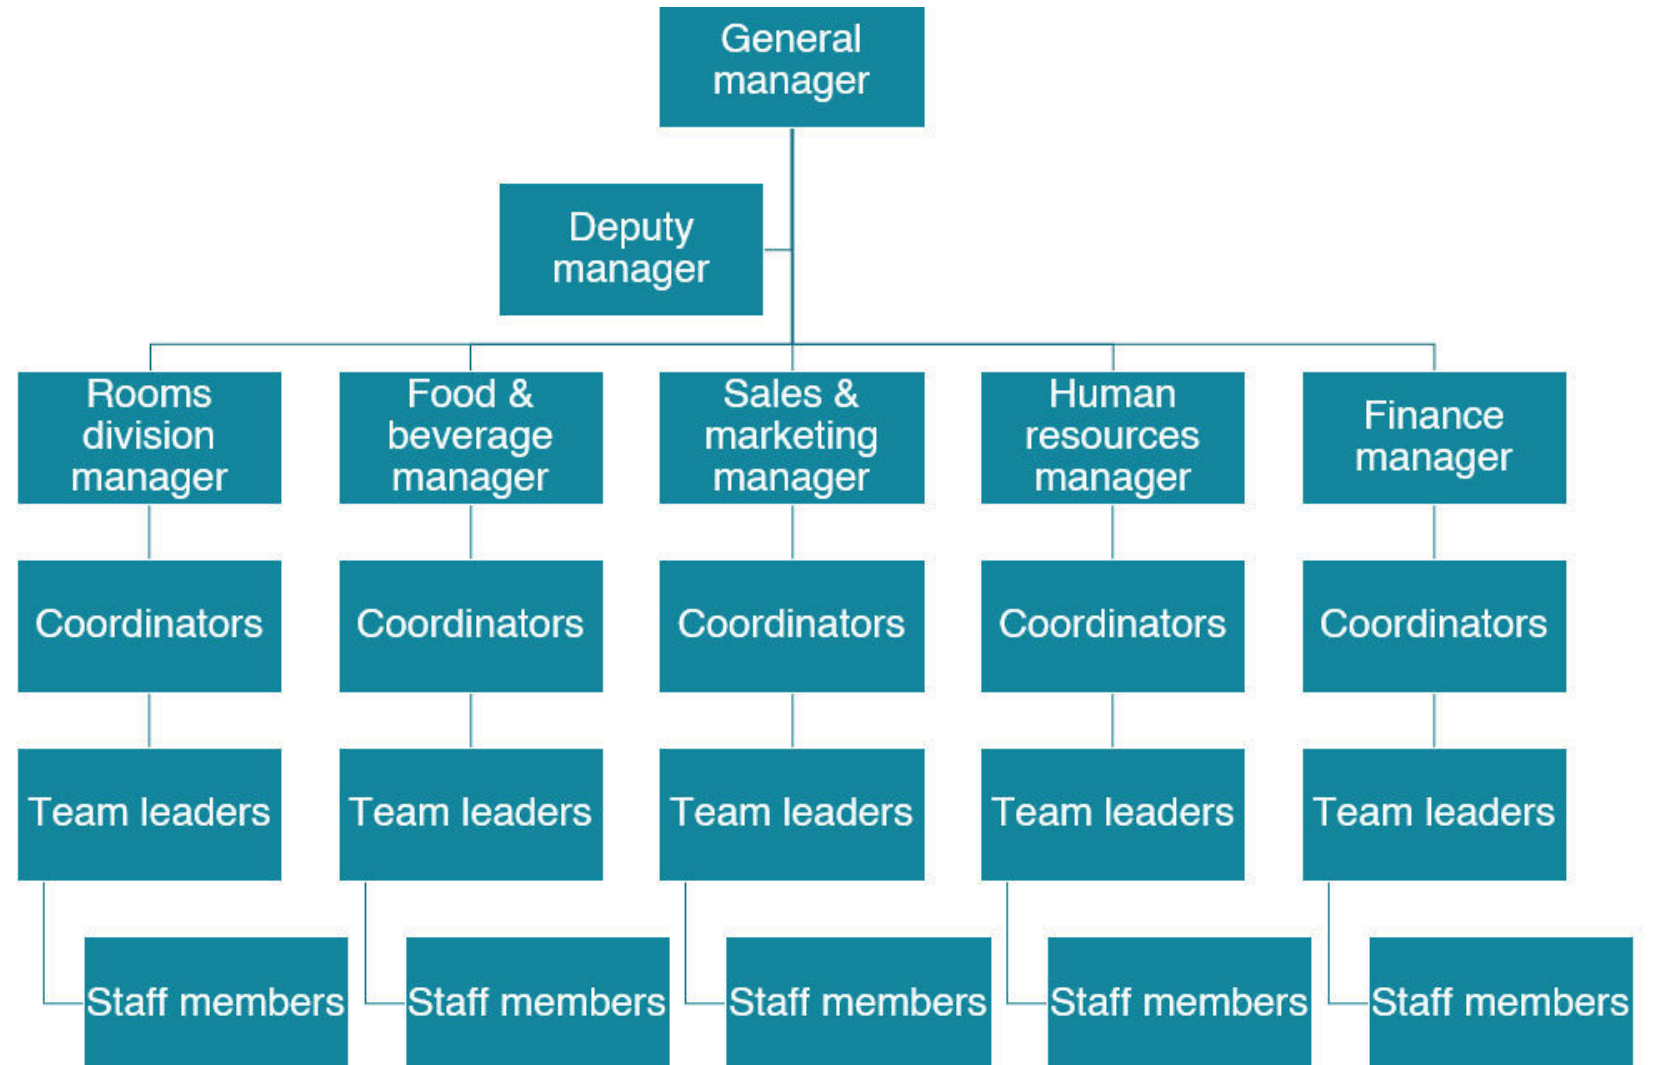 General
manager
Deputy
manager
Rooms
division
manager
Food &
beverage
manager
Sales &
marketing
manager
Human
resources
manager
Finance
manager
Coordinators
Coordinators
Coordinators
Coordinators
Coordinators
Team leaders
Team leaders
Team leaders
Team leaders
Team leaders
Staff members
Staff members
Staff members
Staff members
Staff members